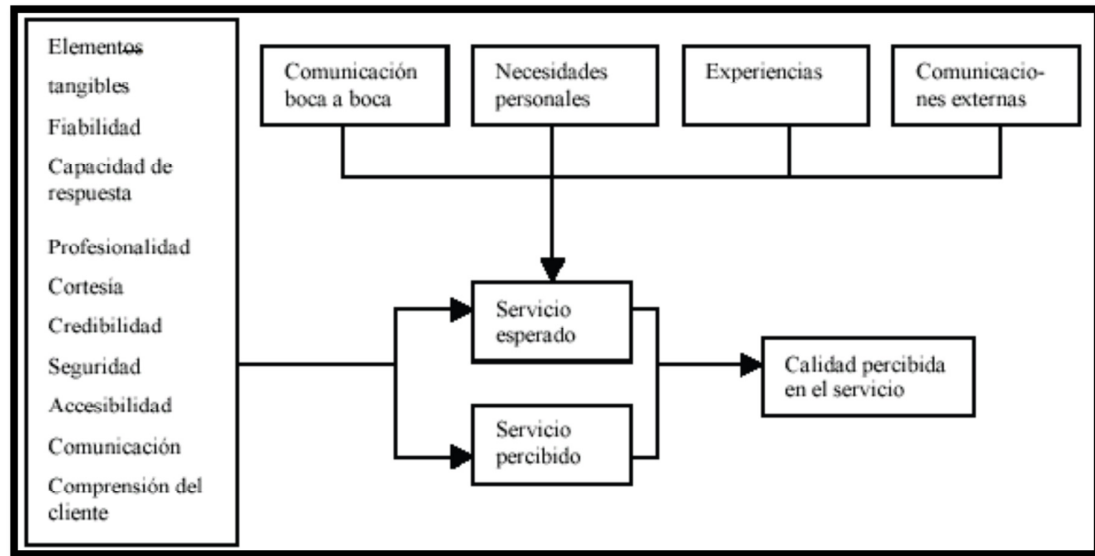 Elementos
tangibles
Fiabilidad
Capacidad de
respuesta
Profesionalidad
Cortesía
Credibilidad
Seguridad
Accesibilidad
Comunicación
Comprensión del
cliente
Comunicación
boca a boca
Necesidades
personales
Experiencias
Comunicacio-
nes externas
Servicio
esperado
Servicio
percibido
Calidad percibida
en el servicio